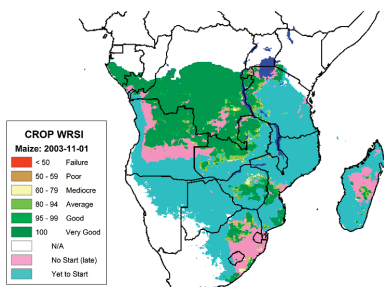 CROP WRSI
Maize: 2003-11-01
< 50 Failure
50 - 59 Poor
60 - 79 Mediocre
80 - 94 Average
95 - 99 Good
100 Very Good
N/A
No Start (late)
Yet to Start